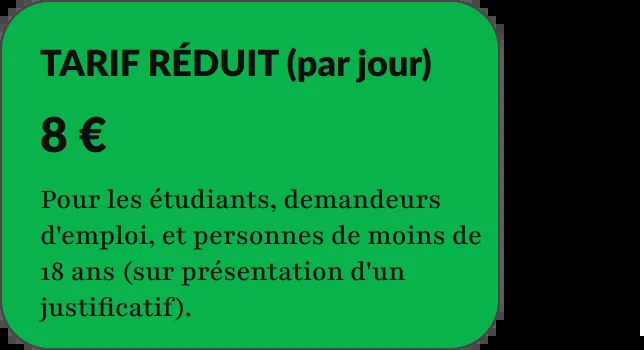 TARIF RÉDUIT (par jour)
8 €
Pour les étudiants, demandeurs
d'emploi, et personnes de moins de
18 ans (sur présentation d'un
justificatif).